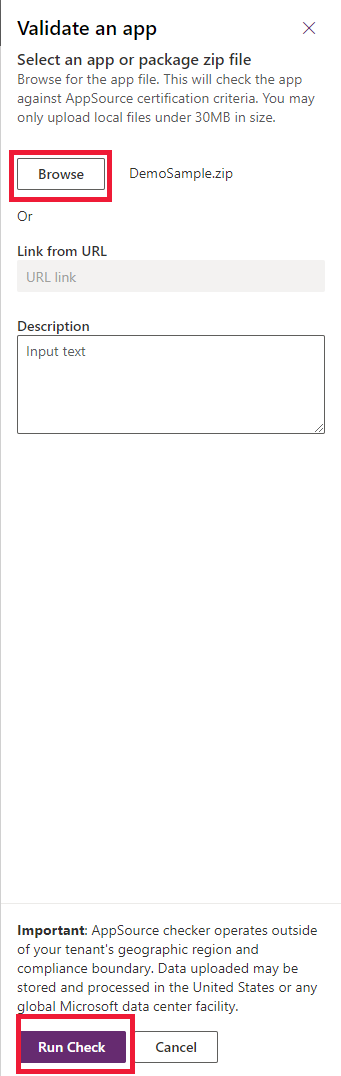 Validate an app
Select an app or package zip file
Browse for the app file. This will check the app
against AppSource certification criteria. You may
only upload local files under 30MB in size.
Browse
DemoSample.zip
Or
Link from URL
URL link
Description
Input text
Important: AppSource checker operates outside
of your tenant's geographic region and
compliance boundary. Data uploaded may be
stored and processed in the United States or any
global Microsoft data center facility.
Run Check
Cancel